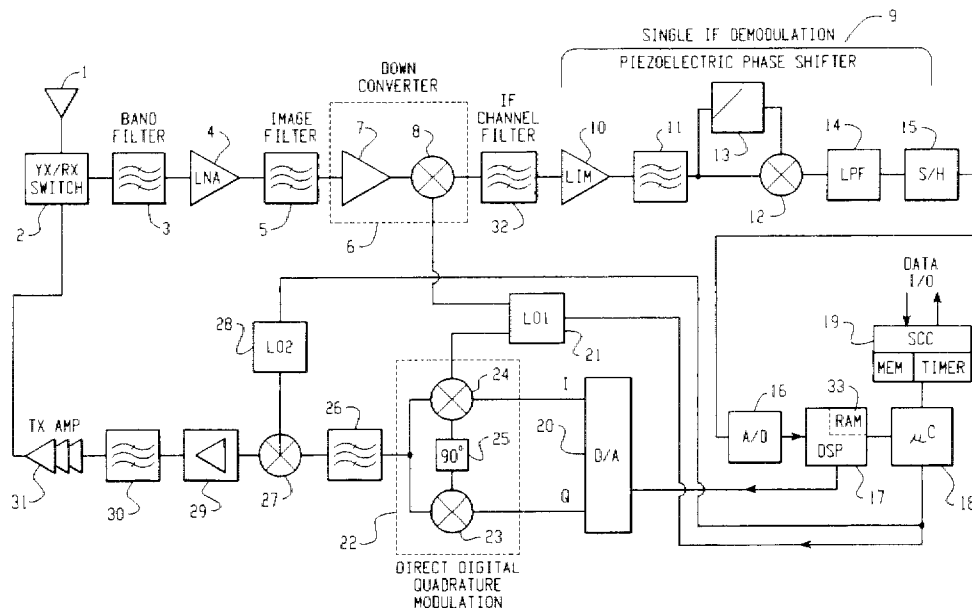 9
SINGLE IF DEMODULATION
PIEZOELECTRIC PHASE SHIFTER
1
DOWN
CONVERTER
IF
CHANNEL
FILTER
BAND
FILTER
4
IMAGE
FILTER
7
8
10
11
13
14
15
YX/RX
SWITCH
LNA
LIM
LPF
S/H
2
3
5
6
32
12
DATA
I/O
28
LO2
LO1
21
19
SCC
MEM
TIMER
24
I
16
33
TX AMP
26
25
90°
20
D/A
A/D
RAM
DSP
μC
31
30
29
27
22
23
Q
17
18
DIRECT DIGITAL
QUADRATURE
MODULATION